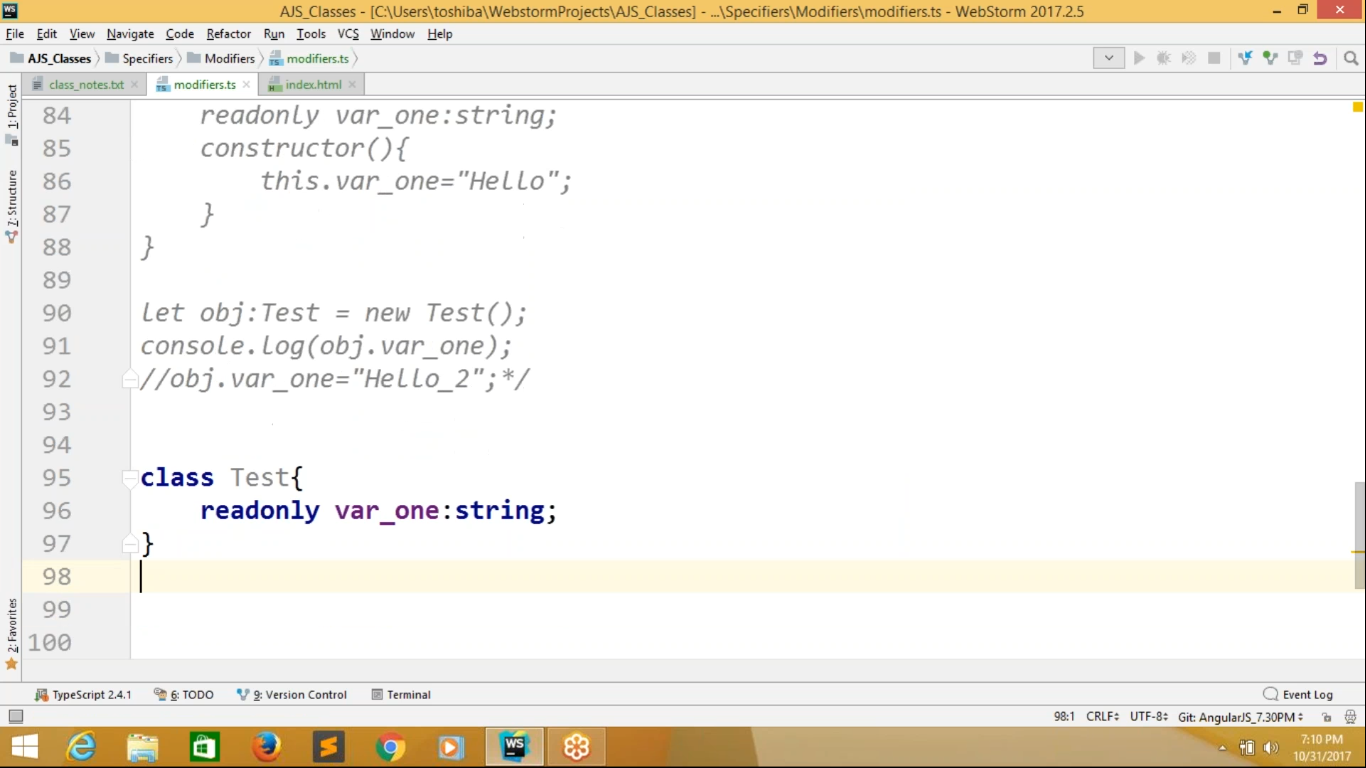 WS AJS_Classes - [C:\Users\toshiba\WebstormProjects\AJS_Classes] - ...\Specifiers\Modifiers\modifiers.ts - WebStorm 2017.2.5
File Edit View Navigate Code Refactor Run Tools VCS Window Help
AJS_Classes Specifiers Modifiers modifiers.ts
class_notes.txt modifiers.ts index.html
1: Project
Z: Structure
2: Favorites
84 readonly var_one:string;
85 constructor(){
86 this.var_one="Hello";
87 }
88 }
89
90 let obj:Test = new Test();
91 console.log(obj.var_one);
92 //obj.var_one="Hello_2";*/
93
94
95 class Test{
96 readonly var_one:string;
97 }
98
99
100
TypeScript 2.4.1 6: TODO 9: Version Control Terminal Event Log
98:1 CRLF÷ UTF-8÷ Git: AngularJS_7.30PM÷
WS 7:10 PM
10/31/2017